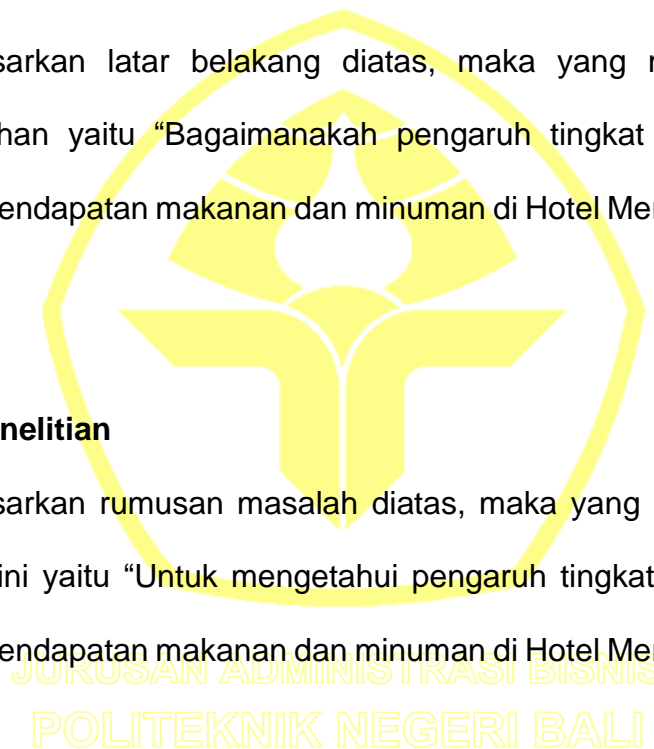 sarkan latar belakang diatas, maka yang
han yaitu “Bagaimanakah pengaruh tingkat
endapatan makanan dan minuman di Hotel Mer
nelitian
sarkan rumusan masalah diatas, maka yang
ini yaitu “Untuk mengetahui pengaruh tingkat
endapatan makanan dan minuman di Hotel Mer
JURUSAN ADMINISTRASI BISNIS
POLITEKNIK NEGERI BALI